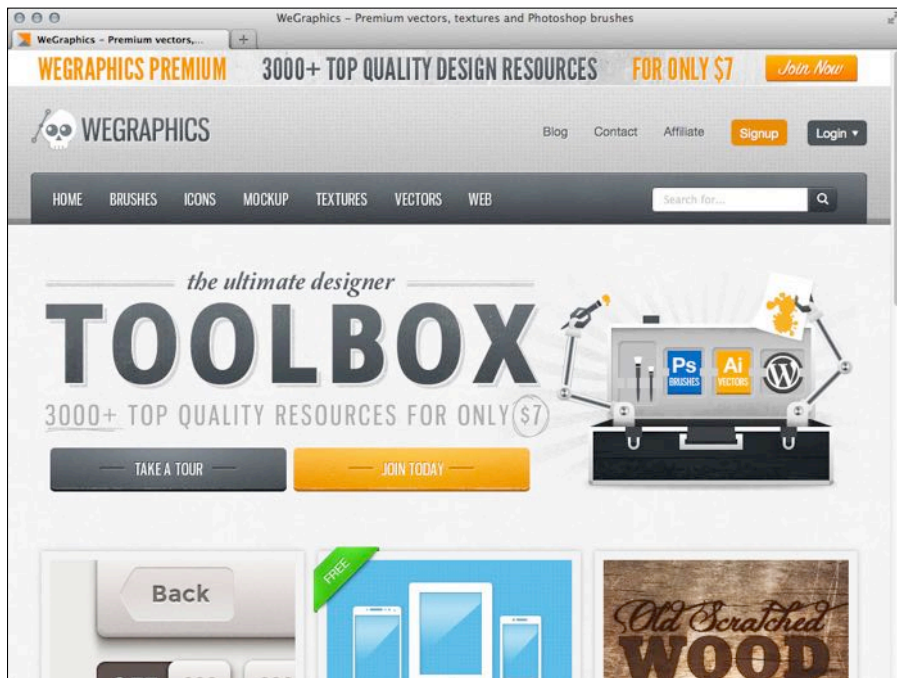 WeGraphics – Premium vectors, textures and Photoshop brushes
WeGraphics – Premium vectors,...
WEGRAPHICS PREMIUM 3000+ TOP QUALITY DESIGN RESOURCES FOR ONLY $7 Join Now
WEGRAPHICS Blog Contact Affiliate Signup Login
HOME BRUSHES ICONS MOCKUP TEXTURES VECTORS WEB Search for...
the ultimate designer
TOOLBOX
3000+ TOP QUALITY RESOURCES FOR ONLY $7
Ps Ai
BRUSHES VECTORS
TAKE A TOUR JOIN TODAY
Back
FREE
Old Scratched
WOOD